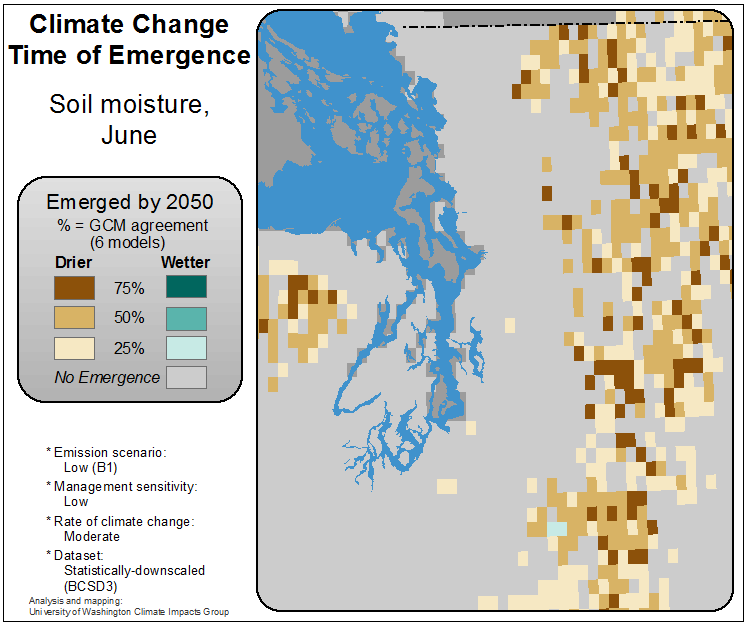 Climate Change
Time of Emergence
Soil moisture,
June
Emerged by 2050
% = GCM agreement
(6 models)
Drier Wetter
75%
50%
25%
No Emergence
* Emission scenario:
Low (B1)
* Management sensitivity:
Low
* Rate of climate change:
Moderate
* Dataset:
Statistically-downscaled
(BCSD3)
Analysis and mapping:
University of Washington Climate Impacts Group